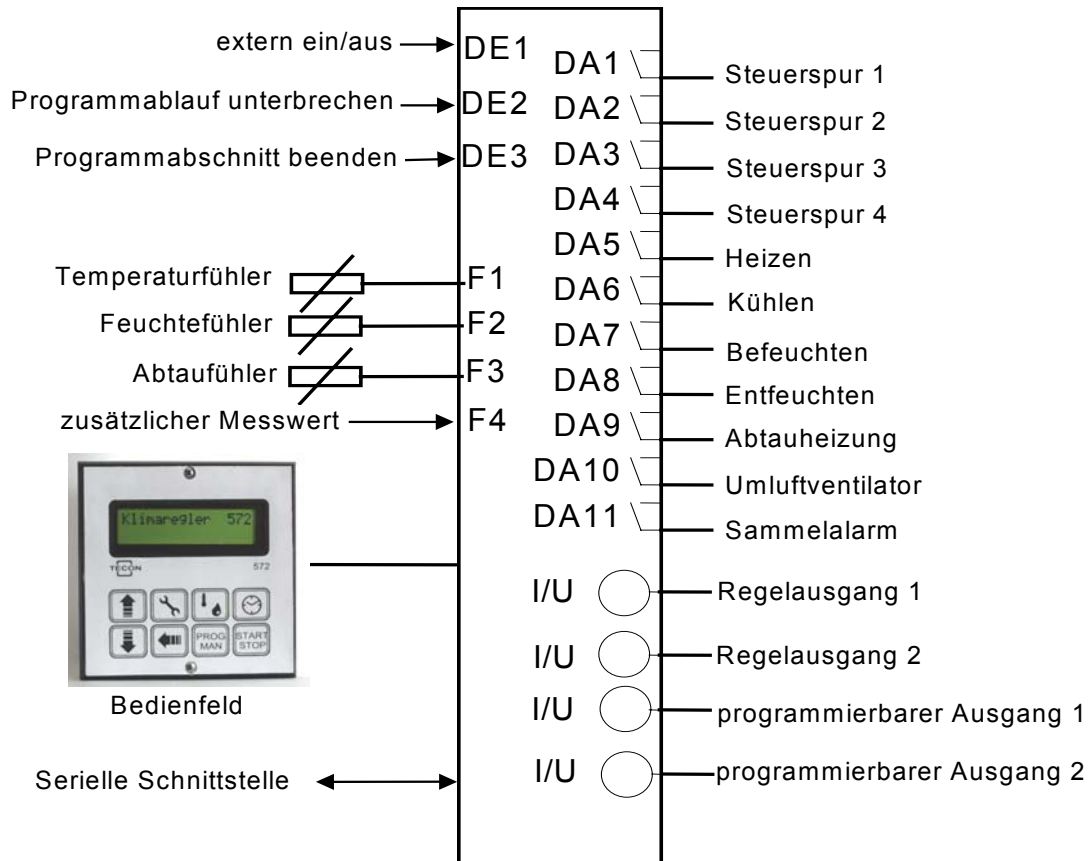 extern ein/aus
Programmablauf unterbrechen
Programmabschnitt beenden
DE1
DE2
DE3
Temperaturfühler
Feuchtefühler
Abtaufühler
zusätzlicher Messwert
F1
F2
F3
F4
Klimaregler 572
TECON
572
PROG
MAN
START
STOP
Bedienfeld
Serielle Schnittstelle
DA1
DA2
DA3
DA4
DA5
DA6
DA7
DA8
DA9
DA10
DA11
I/U
I/U
I/U
I/U
Steuerspur 1
Steuerspur 2
Steuerspur 3
Steuerspur 4
Heizen
Kühlen
Befeuchten
Entfeuchten
Abtauheizung
Umluftventilator
Sammelalarm
Regelausgang 1
Regelausgang 2
programmierbarer Ausgang 1
programmierbarer Ausgang 2